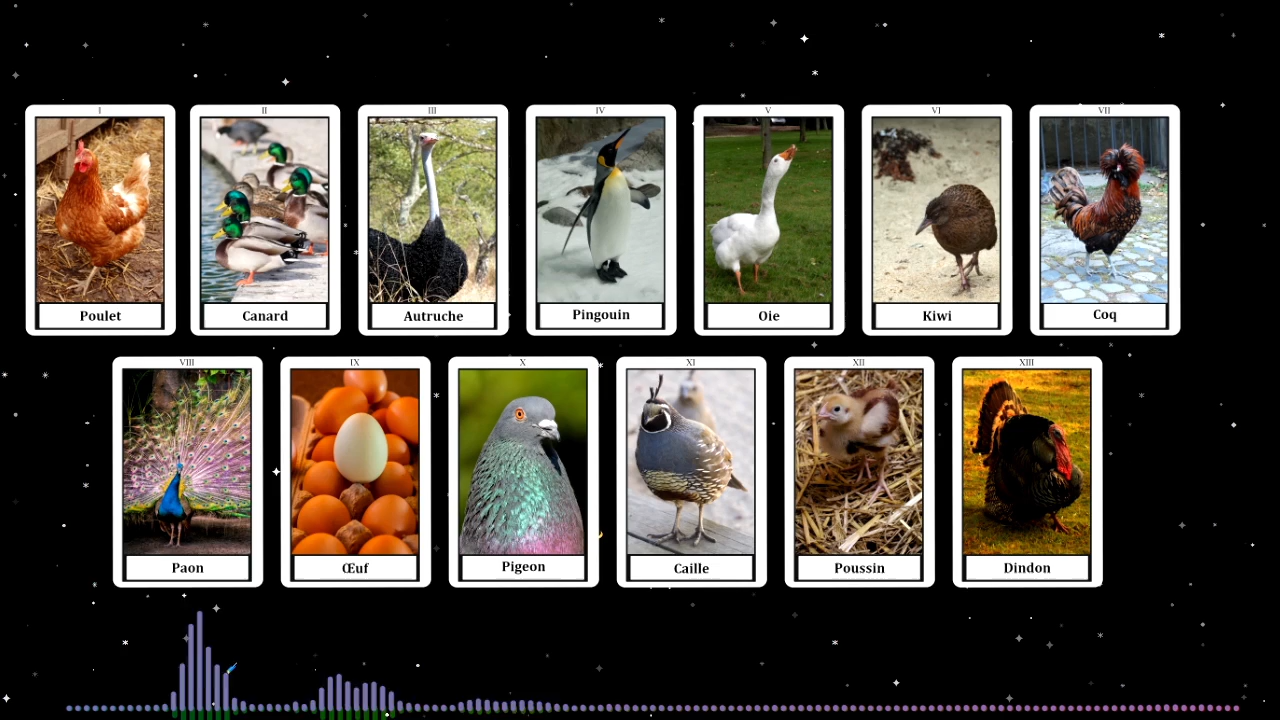 I
II
III
IV
V
VI
VII
Poulet
Canard
Autruche
Pingouin
Oie
Kiwi
Coq
VIII
IX
X
XI
XII
XIII
Paon
Œuf
Pigeon
Caille
Poussin
Dindon